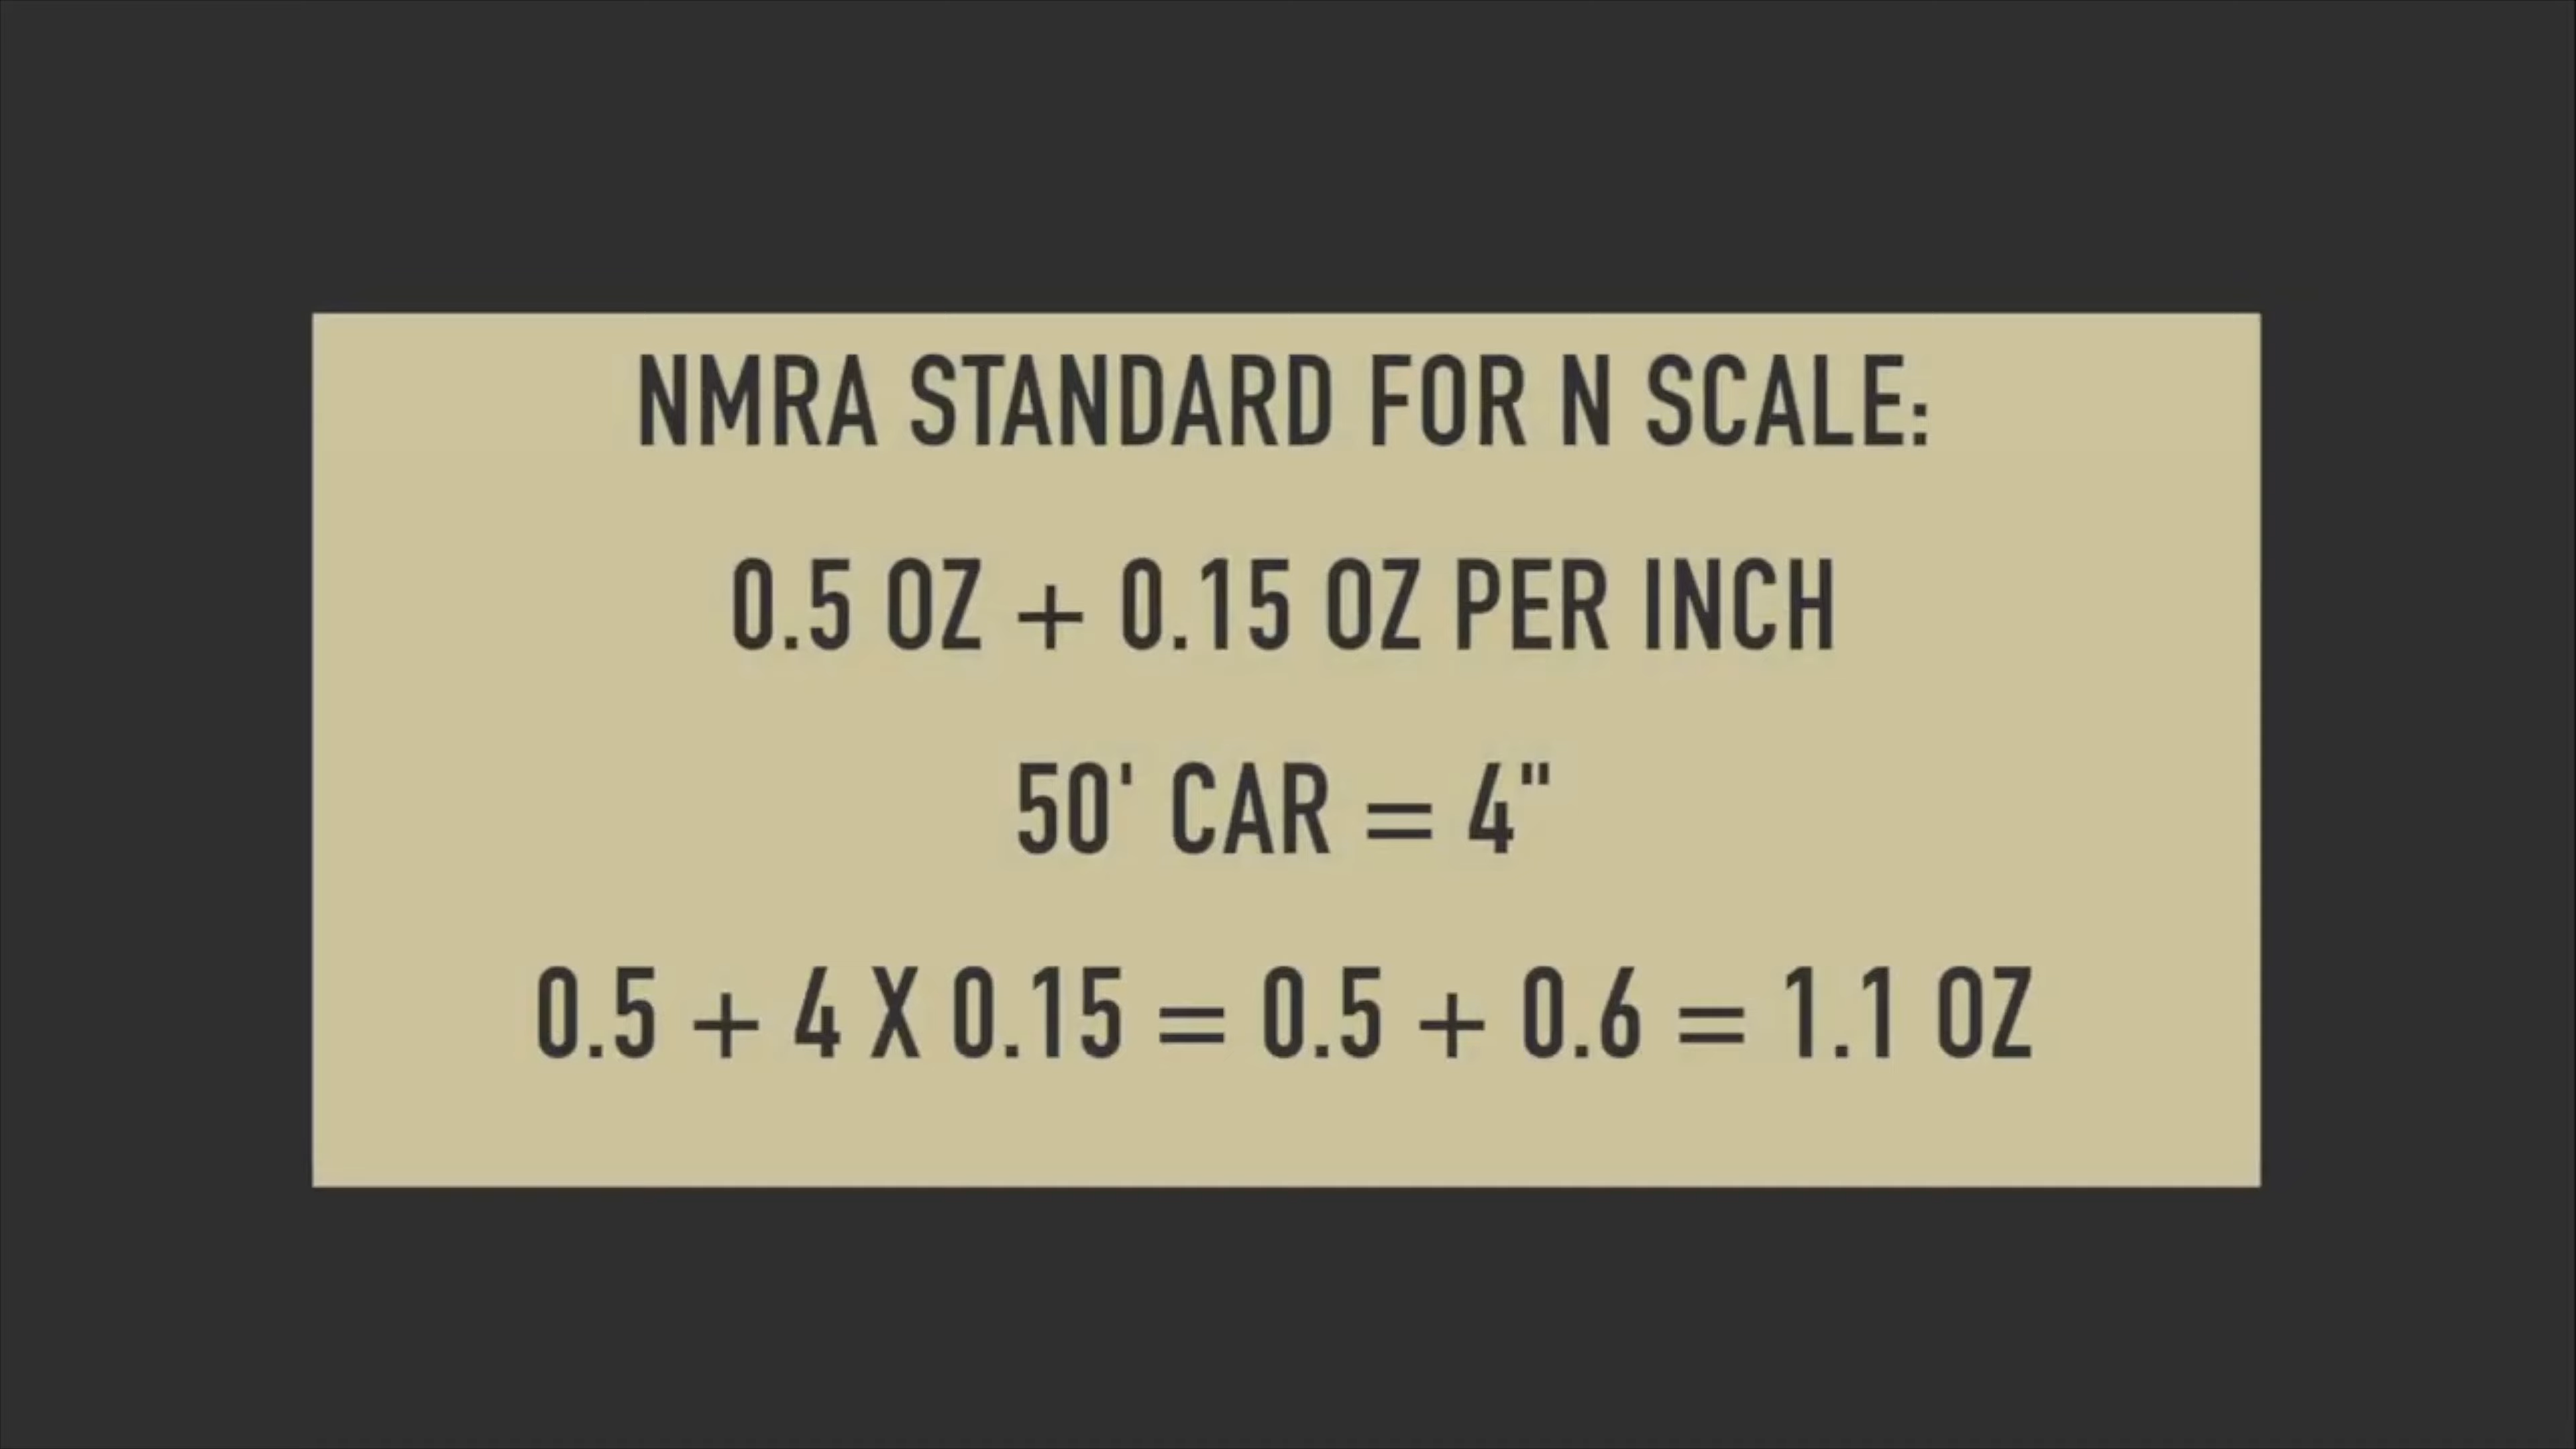 NMRA STANDARD FOR N SCALE:
0.5 OZ + 0.15 OZ PER INCH
50' CAR = 4"
0.5 + 4 X 0.15 = 0.5 + 0.6 = 1.1 OZ